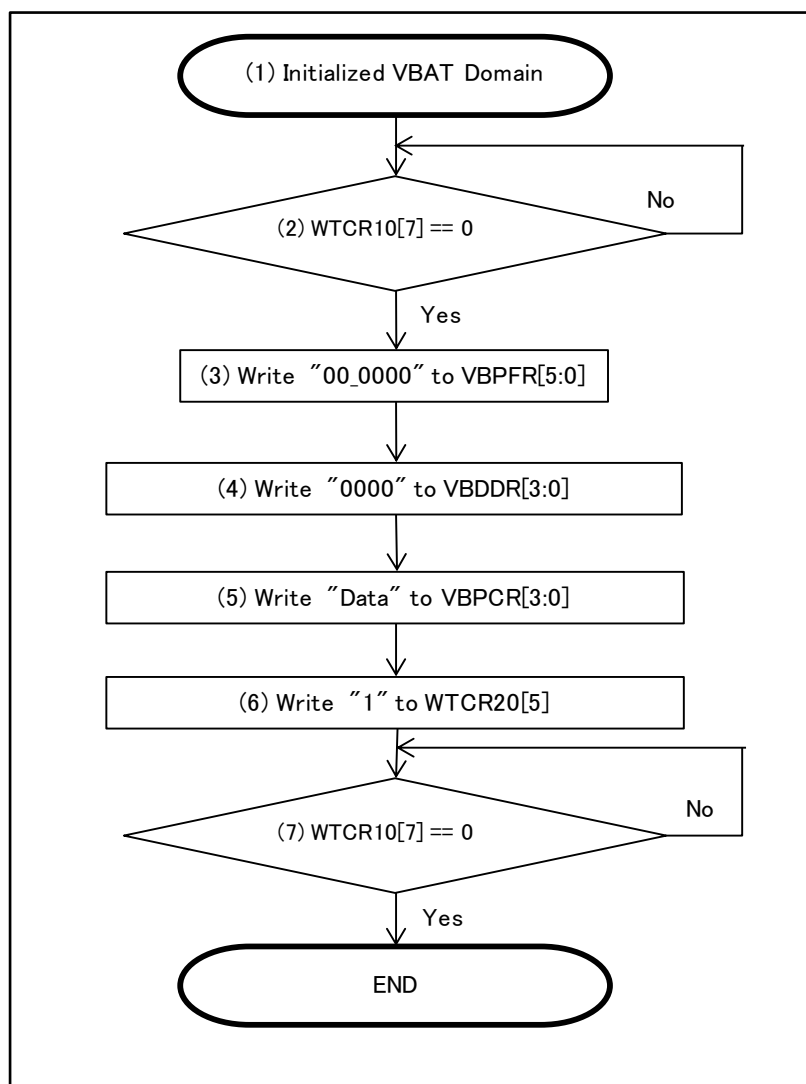 (1) Initialized VBAT Domain
No
(2) WTCR10[7] == 0
Yes
(3) Write "00_0000" to VBPFR[5:0]
(4) Write "0000" to VBDDR[3:0]
(5) Write "Data" to VBPCR[3:0]
(6) Write "1" to WTCR20[5]
No
(7) WTCR10[7] == 0
Yes
END